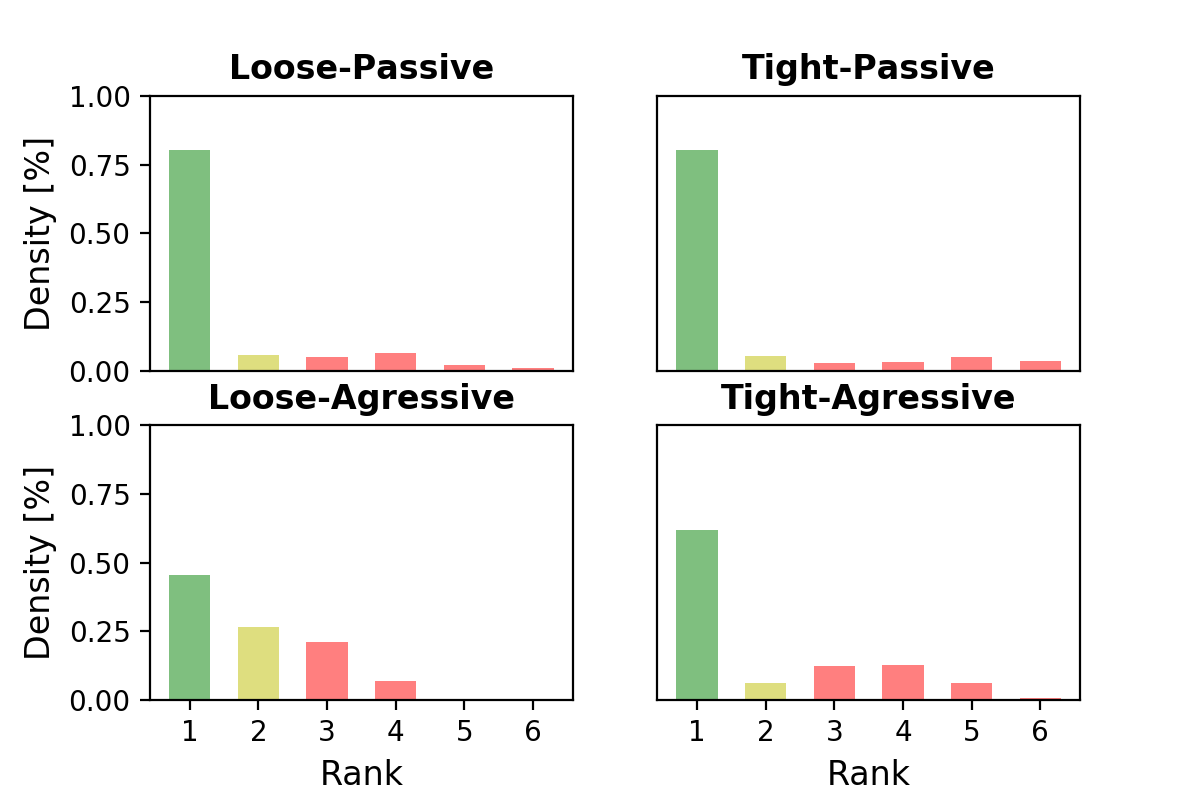 Loose-Passive
Tight-Passive
Density [%]
1.00
0.75
0.50
0.25
0.00
Loose-Agressive
Tight-Agressive
Density [%]
1.00
0.75
0.50
0.25
0.00
1 2 3 4 5 6
Rank
1 2 3 4 5 6
Rank